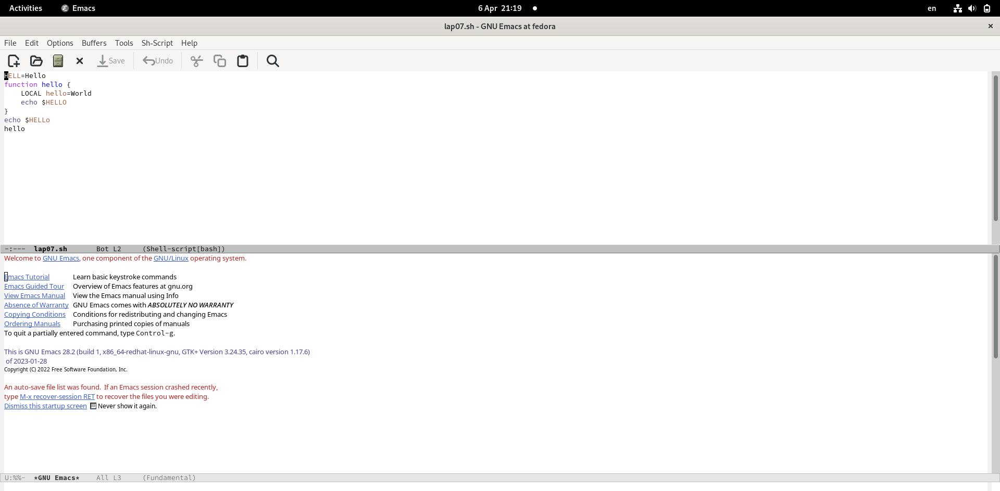 Activities Emacs 6 Apr 21:19 en
lap07.sh - GNU Emacs at fedora
File Edit Options Buffers Tools Sh-Script Help
Save Undo
HELL=Hello
function hello {
    LOCAL hello=World
    echo $HELLO
}
echo $HELLo
hello
-:--- lap07.sh Bot L2 (Shell-script[bash])
Welcome to GNU Emacs, one component of the GNU/Linux operating system.
Emacs Tutorial Learn basic keystroke commands
Emacs Guided Tour Overview of Emacs features at gnu.org
View Emacs Manual View the Emacs manual using Info
Absence of Warranty GNU Emacs comes with ABSOLUTELY NO WARRANTY
Copying Conditions Conditions for redistributing and changing Emacs
Ordering Manuals Purchasing printed copies of manuals
To quit a partially entered command, type Control-g.
This is GNU Emacs 28.2 (build 1, x86_64-redhat-linux-gnu, GTK+ Version 3.24.35, cairo version 1.17.6)
 of 2023-01-28
Copyright (C) 2022 Free Software Foundation, Inc.
An auto-save file list was found.  If an Emacs session crashed recently,
type M-x recover-session RET to recover the files you were editing.
Dismiss this startup screen Never show it again.
U:%%- *GNU Emacs* All L3 (Fundamental)